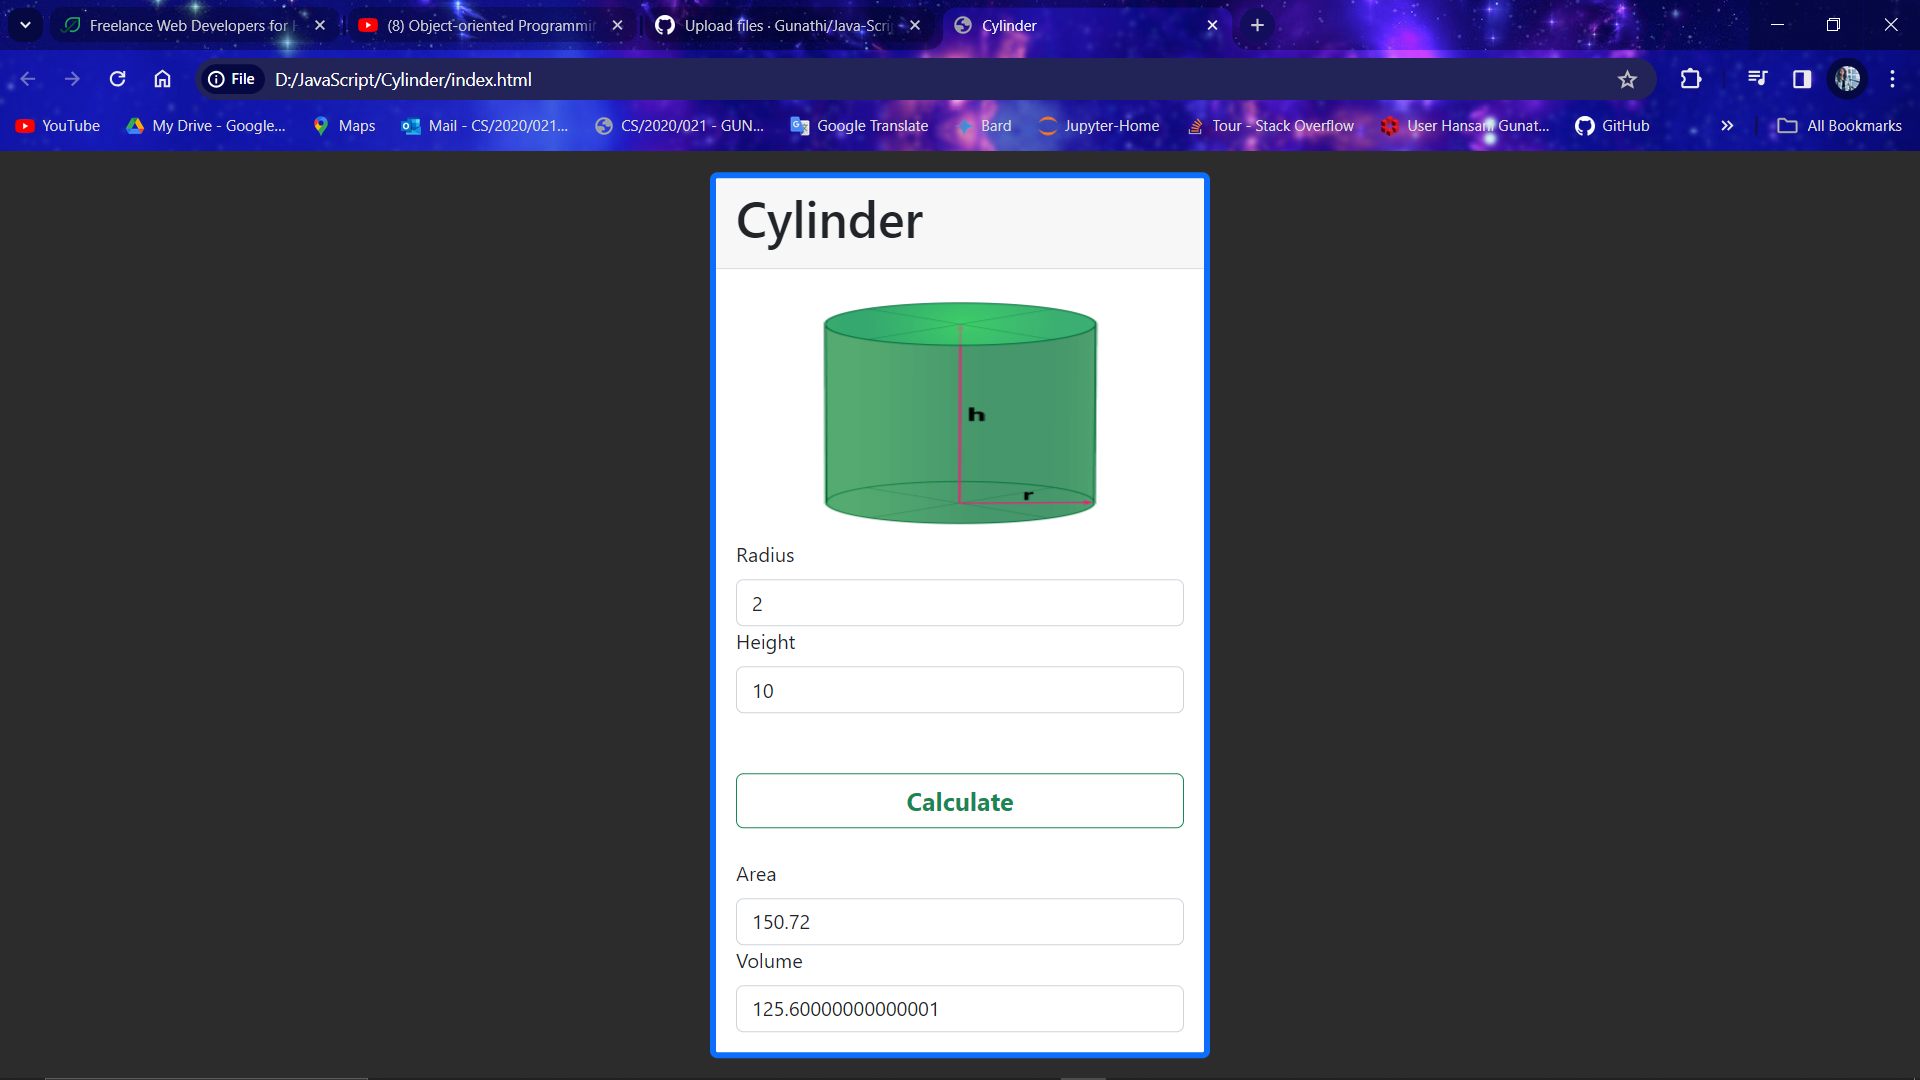 Freelance Web Developers for H
(8) Object-oriented Programmin
Upload files · Gunathi/Java-Scrip
Cylinder
File
D:/JavaScript/Cylinder/index.html
YouTube
My Drive - Google...
Maps
Mail - CS/2020/021...
CS/2020/021 - GUN...
Google Translate
Bard
Jupyter-Home
Tour - Stack Overflow
User Hansani Gunat...
GitHub
All Bookmarks
Cylinder
h
r
Radius
2
Height
10
Calculate
Area
150.72
Volume
125.60000000000001